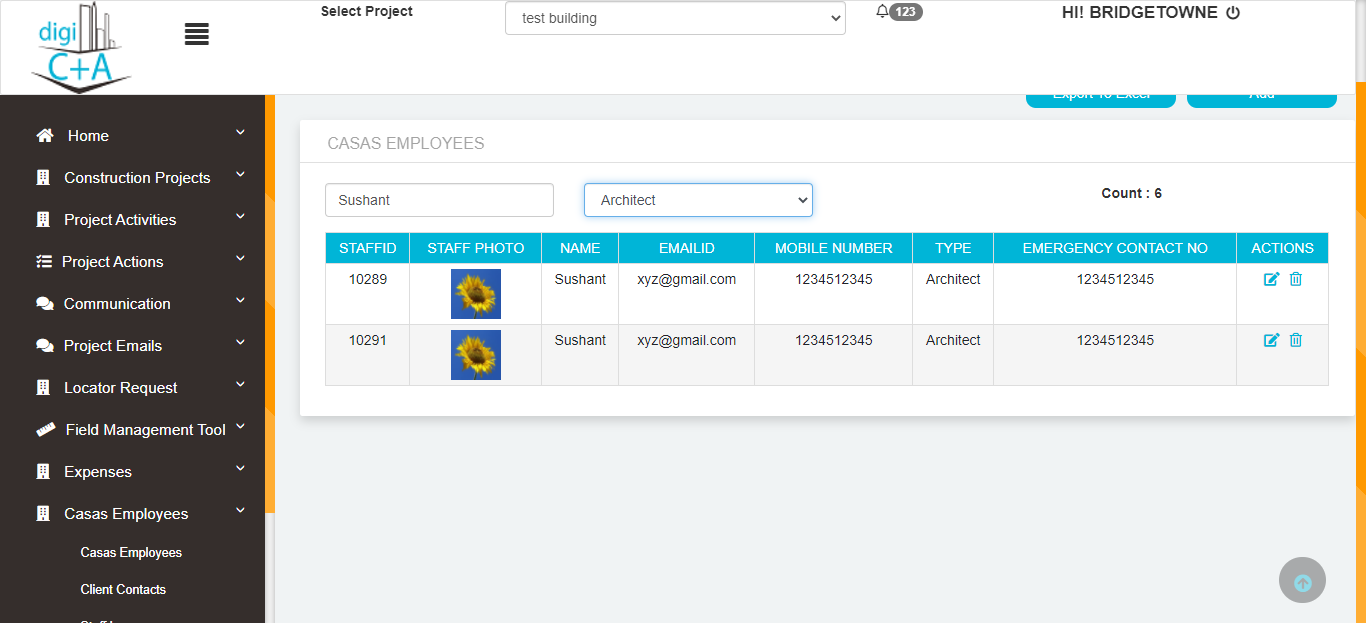 digi
C+A
Select Project
test building
123
HI! BRIDGETOWNE
Export To Excel
Add
Home
Construction Projects
Project Activities
Project Actions
Communication
Project Emails
Locator Request
Field Management Tool
Expenses
Casas Employees
Casas Employees
Client Contacts
CASAS EMPLOYEES
Sushant
Architect
Count : 6
STAFFID STAFF PHOTO NAME EMAILID MOBILE NUMBER TYPE EMERGENCY CONTACT NO ACTIONS
10289 Sushant xyz@gmail.com 1234512345 Architect 1234512345
10291 Sushant xyz@gmail.com 1234512345 Architect 1234512345